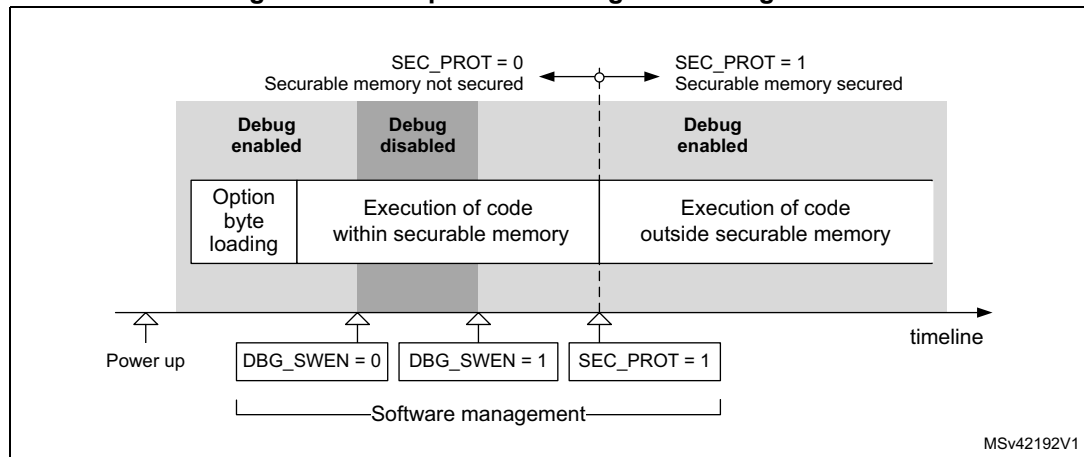 SEC_PROT = 0
Securable memory not secured
SEC_PROT = 1
Securable memory secured
Debug
enabled
Debug
disabled
Debug
enabled
Option
byte
loading
Execution of code
within securable memory
Execution of code
outside securable memory
timeline
Power up
DBG_SWEN = 0
DBG_SWEN = 1
SEC_PROT = 1
Software management
MSv42192V1